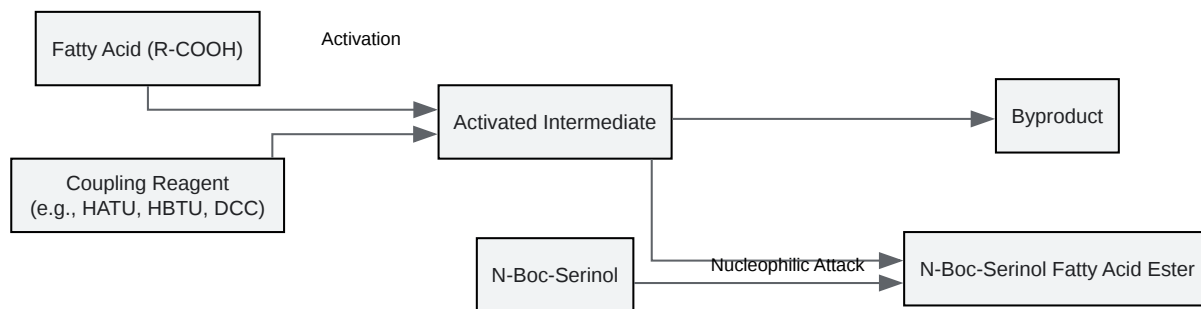 Fatty Acid (R-COOH)
Activation
Activated Intermediate
Byproduct
Coupling Reagent
(e.g., HATU, HBTU, DCC)
N-Boc-Serinol
Nucleophilic Attack
N-Boc-Serinol Fatty Acid Ester